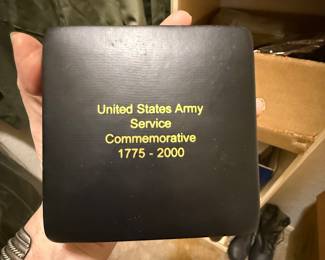 United States Army
Service
Commemorative
1775 - 2000